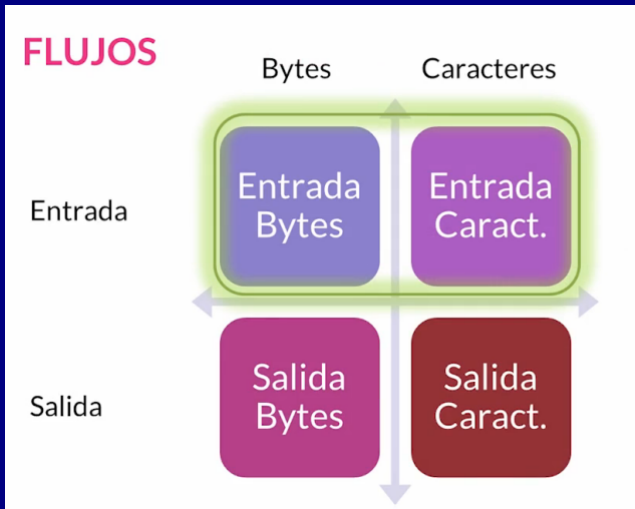 FLUJOS
Bytes Caracteres
Entrada
Entrada
Bytes
Entrada
Caract.
Salida
Salida
Bytes
Salida
Caract.